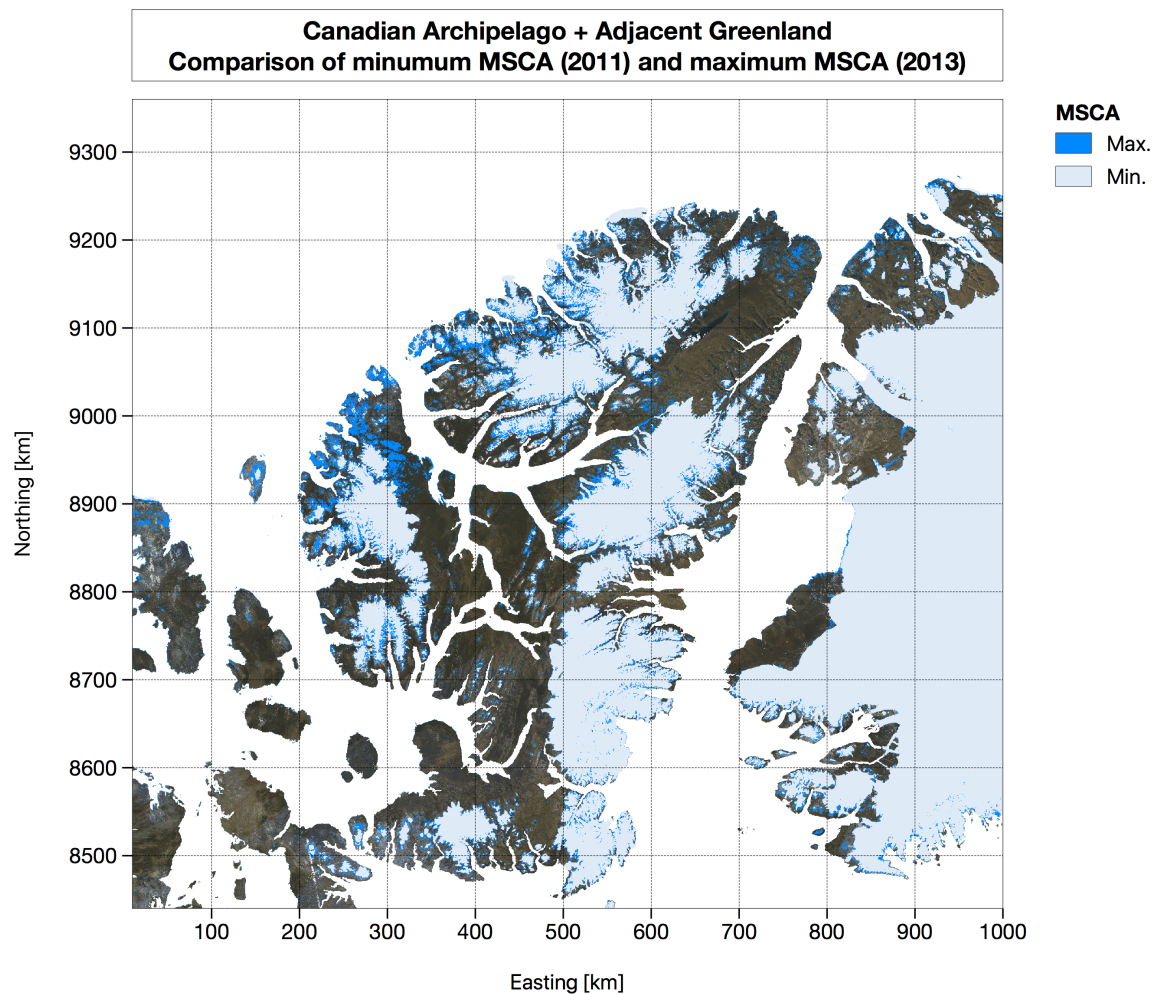 Canadian Archipelago + Adjacent Greenland
Comparison of minumum MSCA (2011) and maximum MSCA (2013)
MSCA
Max.
Min.
Northing [km]
9300
9200
9100
9000
8900
8800
8700
8600
8500
100 200 300 400 500 600 700 800 900 1000
Easting [km]